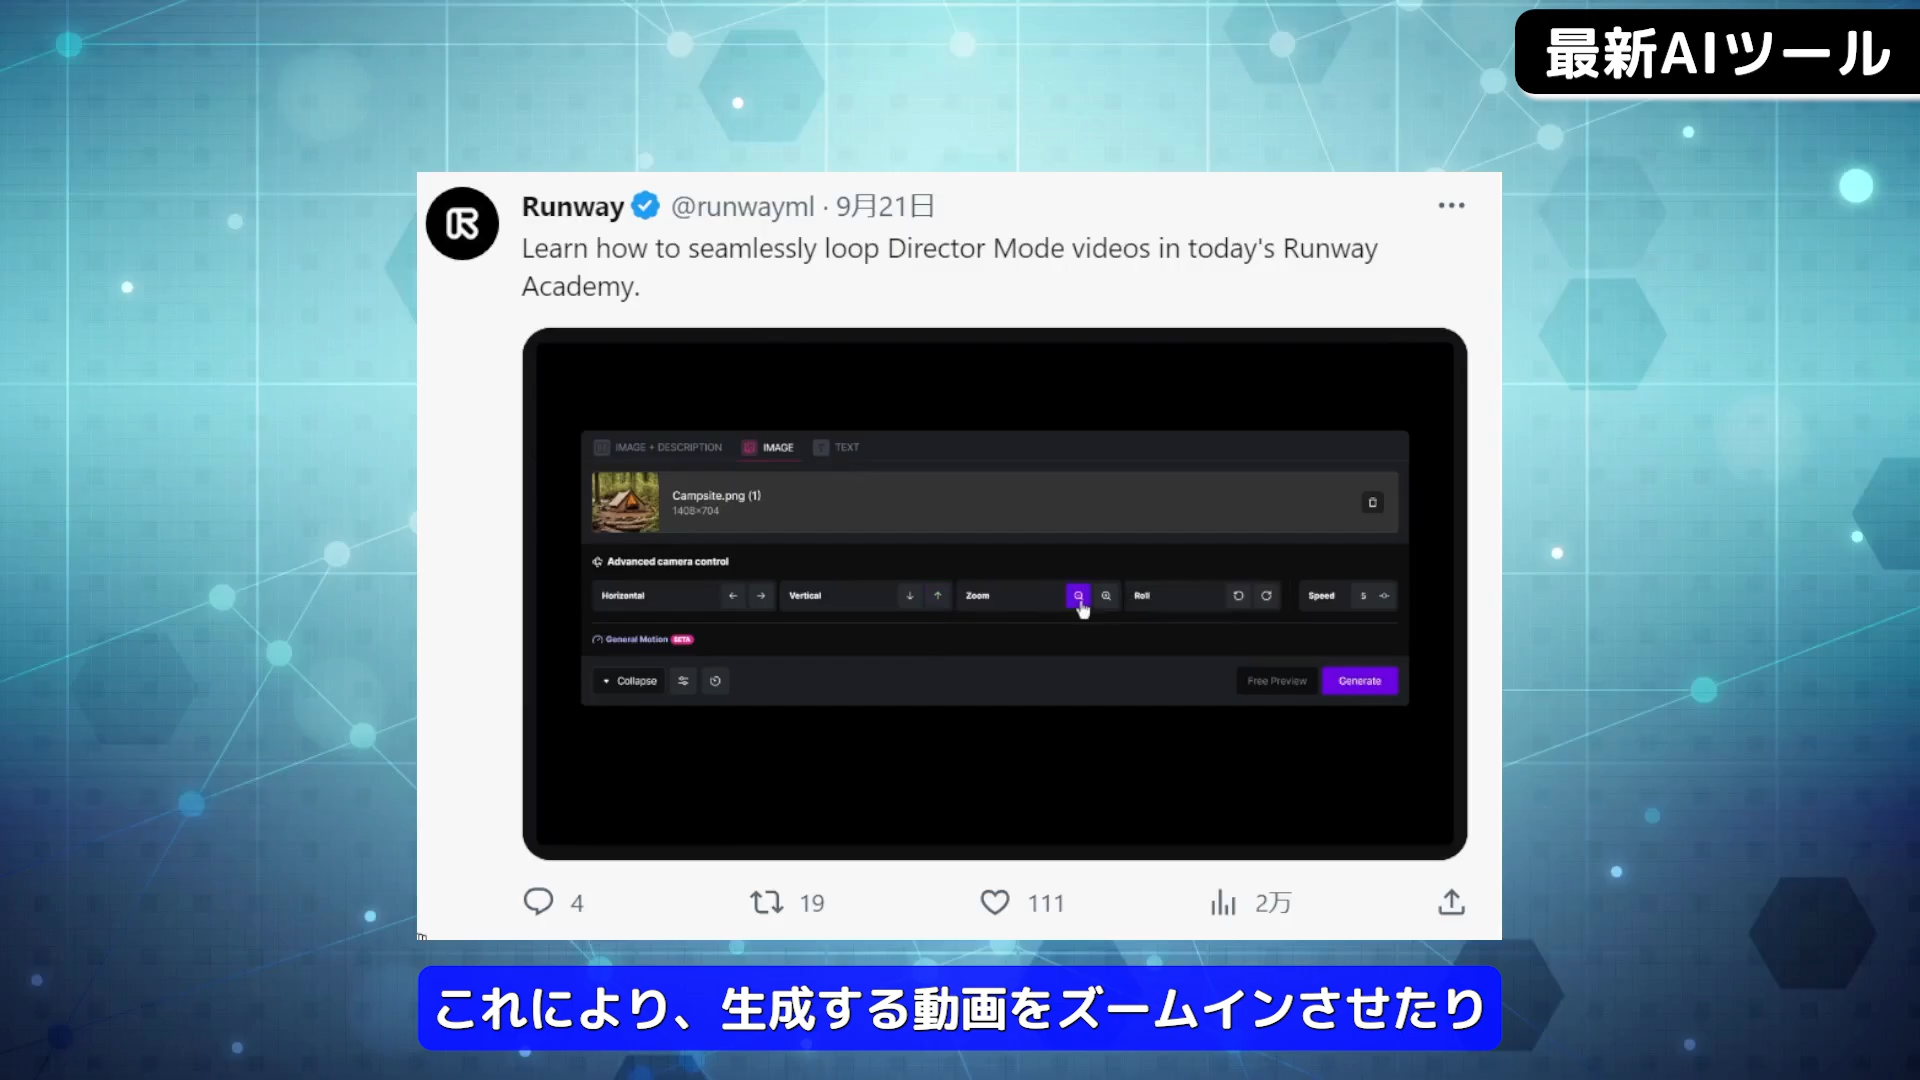 最新AIツール
Runway @runwayml · 9月21日
Learn how to seamlessly loop Director Mode videos in today's Runway
Academy.
IMAGE + DESCRIPTION IMAGE TEXT
Campsite.png (1)
1408×704
Advanced camera control
Horizontal Vertical Zoom Roll Speed 5
General Motion BETA
Collapse Free Preview Generate
4 19 111 2万
これにより、生成する動画をズームインさせたり